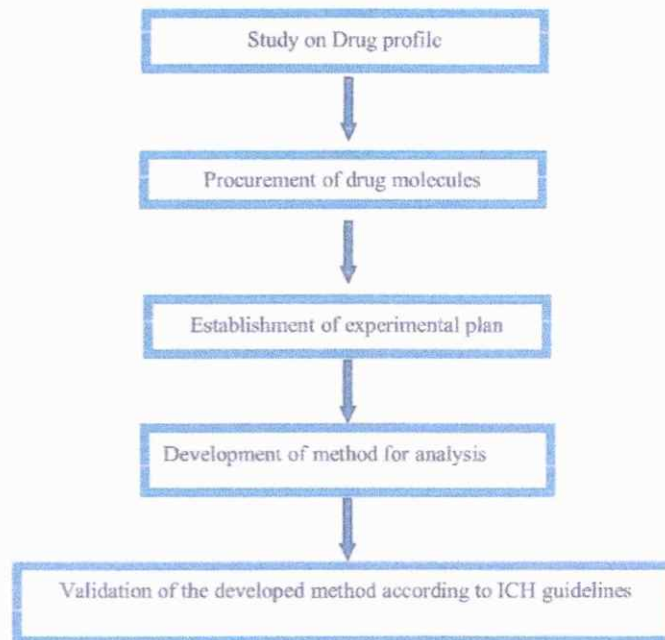 Study on Drug profile
Procurement of drug molecules
Establishment of experimental plan
Development of method for analysis
Validation of the developed method according to ICH guidelines